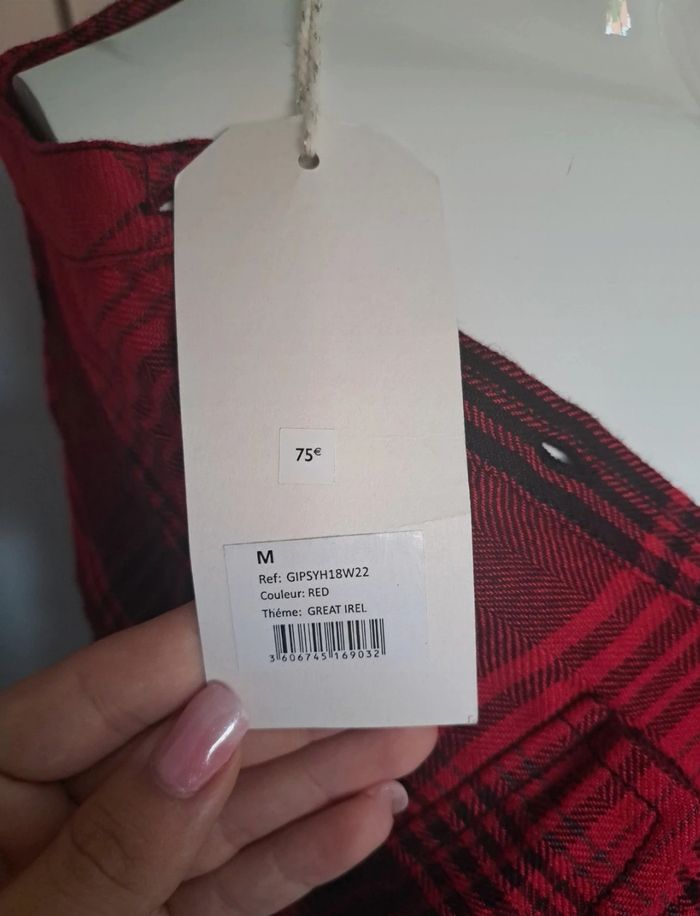 75€
M
Ref: GIPSYH18W22
Couleur: RED
Théme: GREAT IREL
3 606745 169032